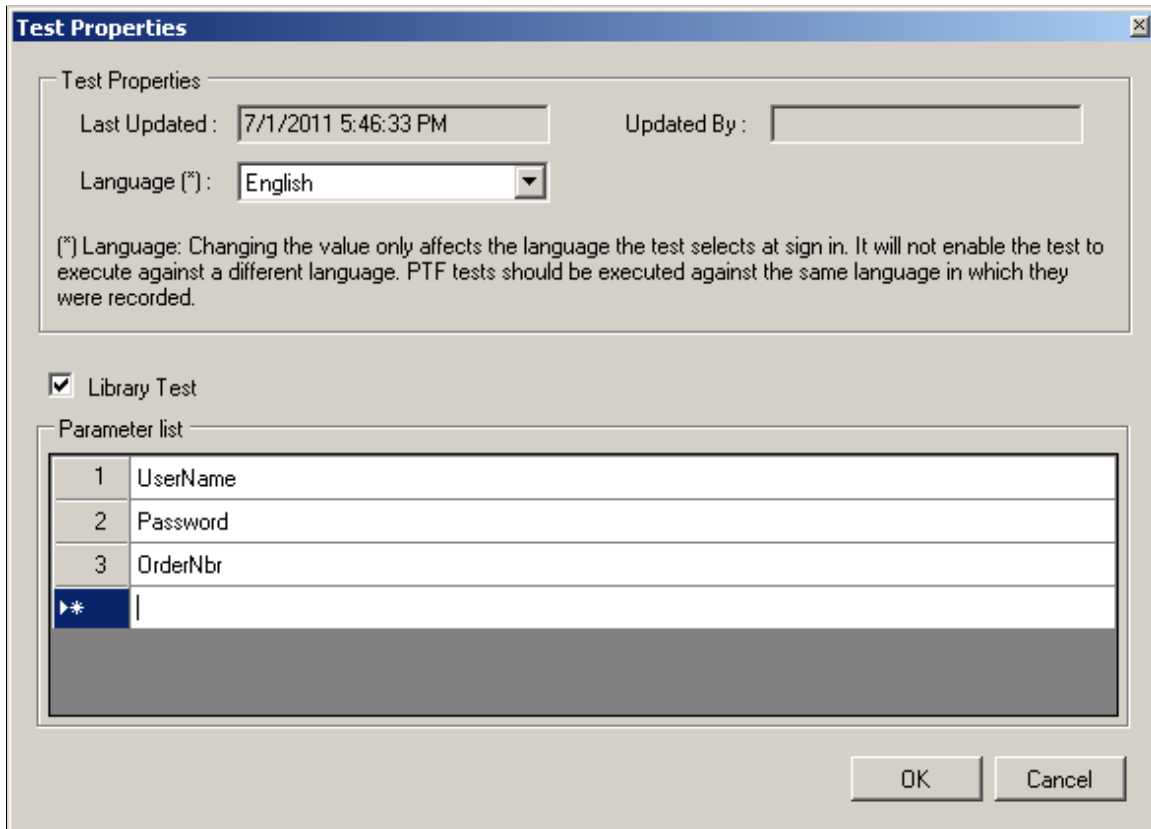 Test Properties
Test Properties
Last Updated : 7/1/2011 5:46:33 PM Updated By :
Language (*) : English
(*) Language: Changing the value only affects the language the test selects at sign in. It will not enable the test to
execute against a different language. PTF tests should be executed against the same language in which they
were recorded.
Library Test
Parameter list
1 UserName
2 Password
3 OrderNbr
OK Cancel